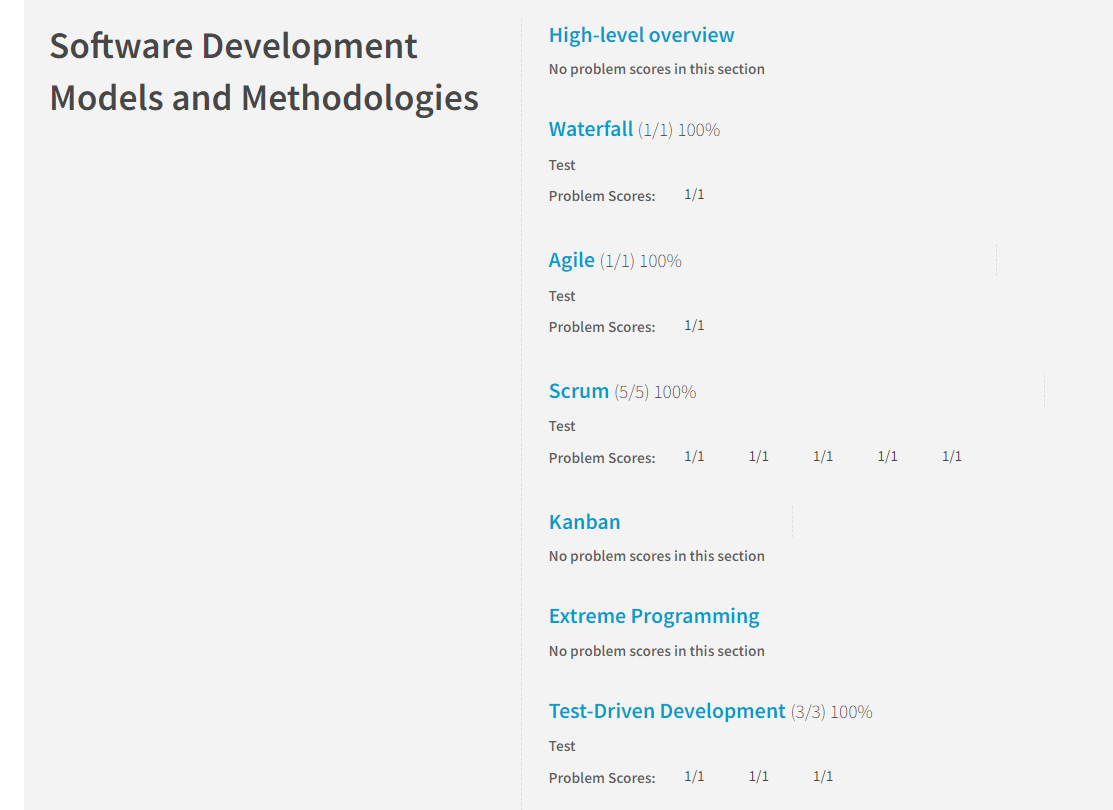 Software Development
Models and Methodologies
High-level overview
No problem scores in this section
Waterfall (1/1) 100%
Test
Problem Scores: 1/1
Agile (1/1) 100%
Test
Problem Scores: 1/1
Scrum (5/5) 100%
Test
Problem Scores: 1/1 1/1 1/1 1/1 1/1
Kanban
No problem scores in this section
Extreme Programming
No problem scores in this section
Test-Driven Development (3/3) 100%
Test
Problem Scores: 1/1 1/1 1/1